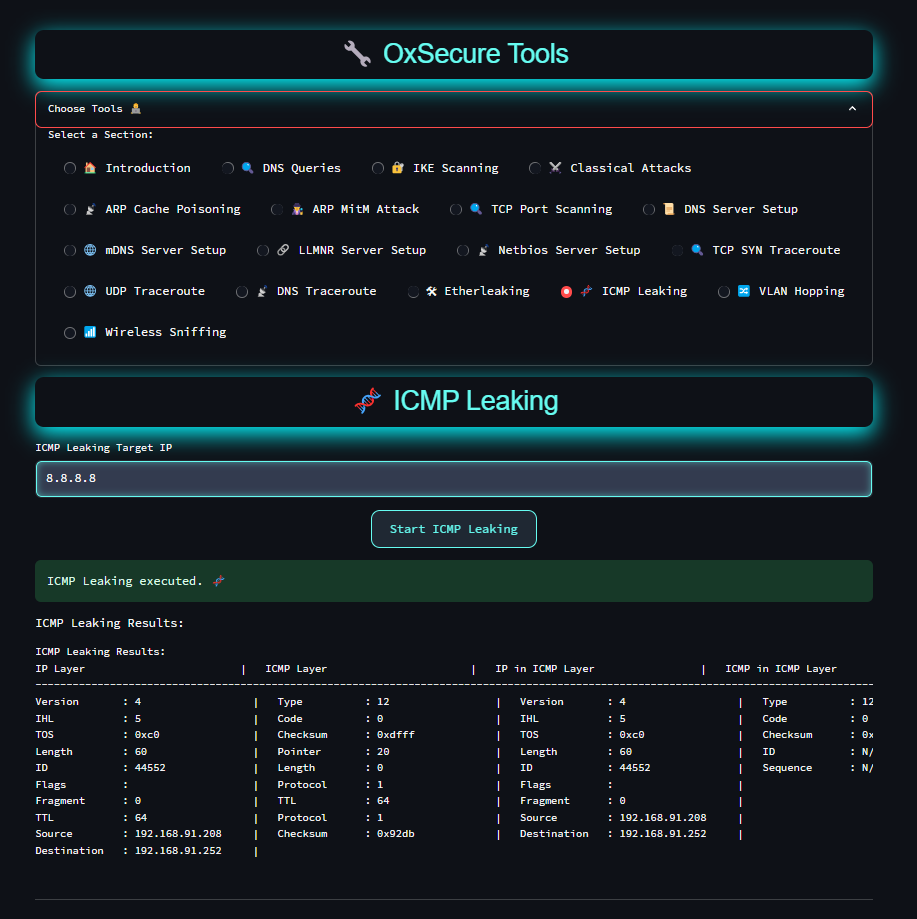 OxSecure Tools
Choose Tools
Select a Section:
Introduction DNS Queries IKE Scanning Classical Attacks
ARP Cache Poisoning ARP MitM Attack TCP Port Scanning DNS Server Setup
mDNS Server Setup LLMNR Server Setup Netbios Server Setup TCP SYN Traceroute
UDP Traceroute DNS Traceroute Etherleaking ICMP Leaking VLAN Hopping
Wireless Sniffing
ICMP Leaking
ICMP Leaking Target IP
8.8.8.8
Start ICMP Leaking
ICMP Leaking executed.
ICMP Leaking Results:
ICMP Leaking Results:
IP Layer | ICMP Layer | IP in ICMP Layer | ICMP in ICMP Layer
--------------------------------------------------------------------------------
Version : 4 | Type : 12 | Version : 4 | Type : 12
IHL : 5 | Code : 0 | IHL : 5 | Code : 0
TOS : 0xc0 | Checksum : 0xdfff | TOS : 0xc0 | Checksum : 0x
Length : 60 | Pointer : 20 | Length : 60 | ID : N/
ID : 44552 | Length : 0 | ID : 44552 | Sequence : N/
Flags : | Protocol : 1 | Flags : |
Fragment : 0 | TTL : 64 | Fragment : 0 |
TTL : 64 | Protocol : 1 | Source : 192.168.91.208 |
Source : 192.168.91.208 | Checksum : 0x92db | Destination : 192.168.91.252 |
Destination : 192.168.91.252 |